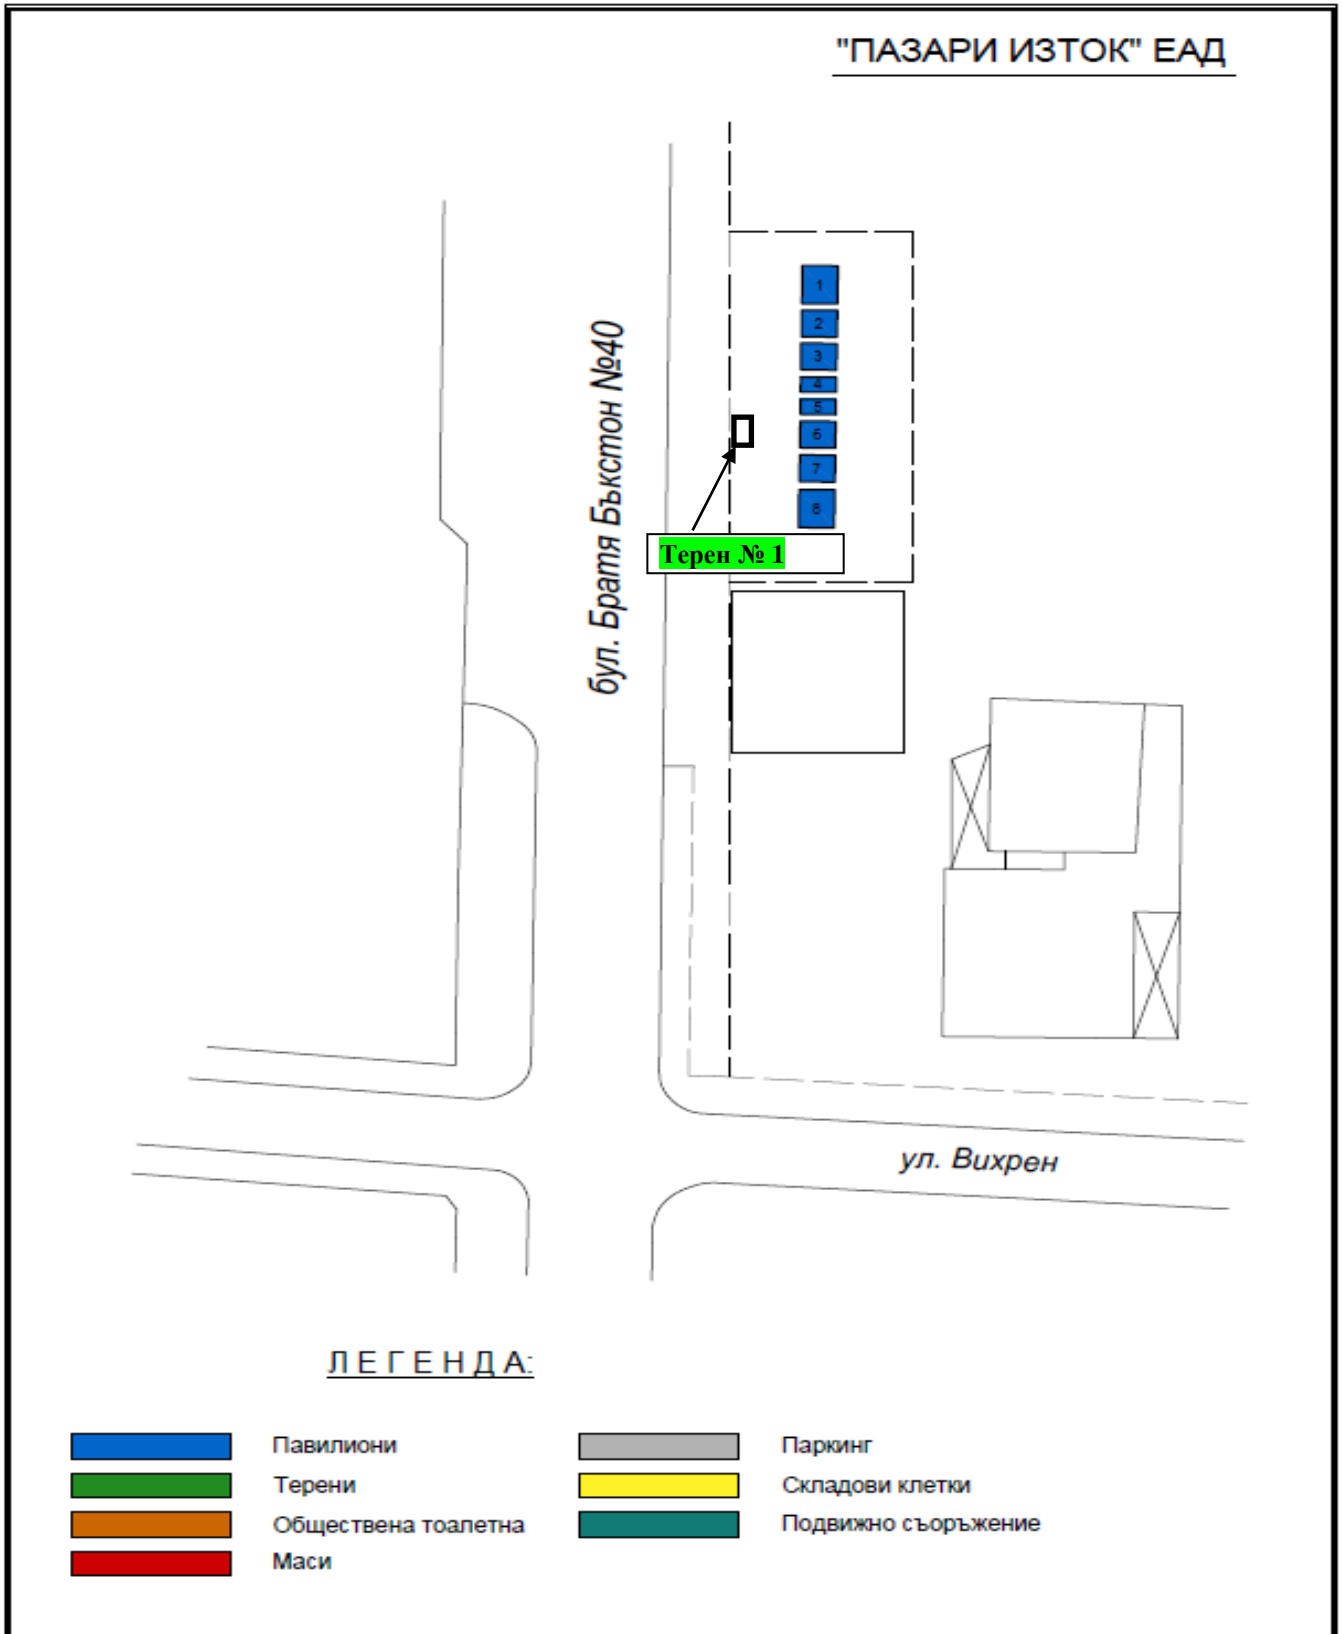 "ПАЗАРИ ИЗТОК" ЕАД
1
2
3
4
5
6
7
8
бул. Братя Бъкстон №40
Терен № 1
ул. Вихрен
ЛЕГЕНДА:
Павилиони
Терени
Обществена тоалетна
Маси
Паркинг
Складови клетки
Подвижно съоръжение